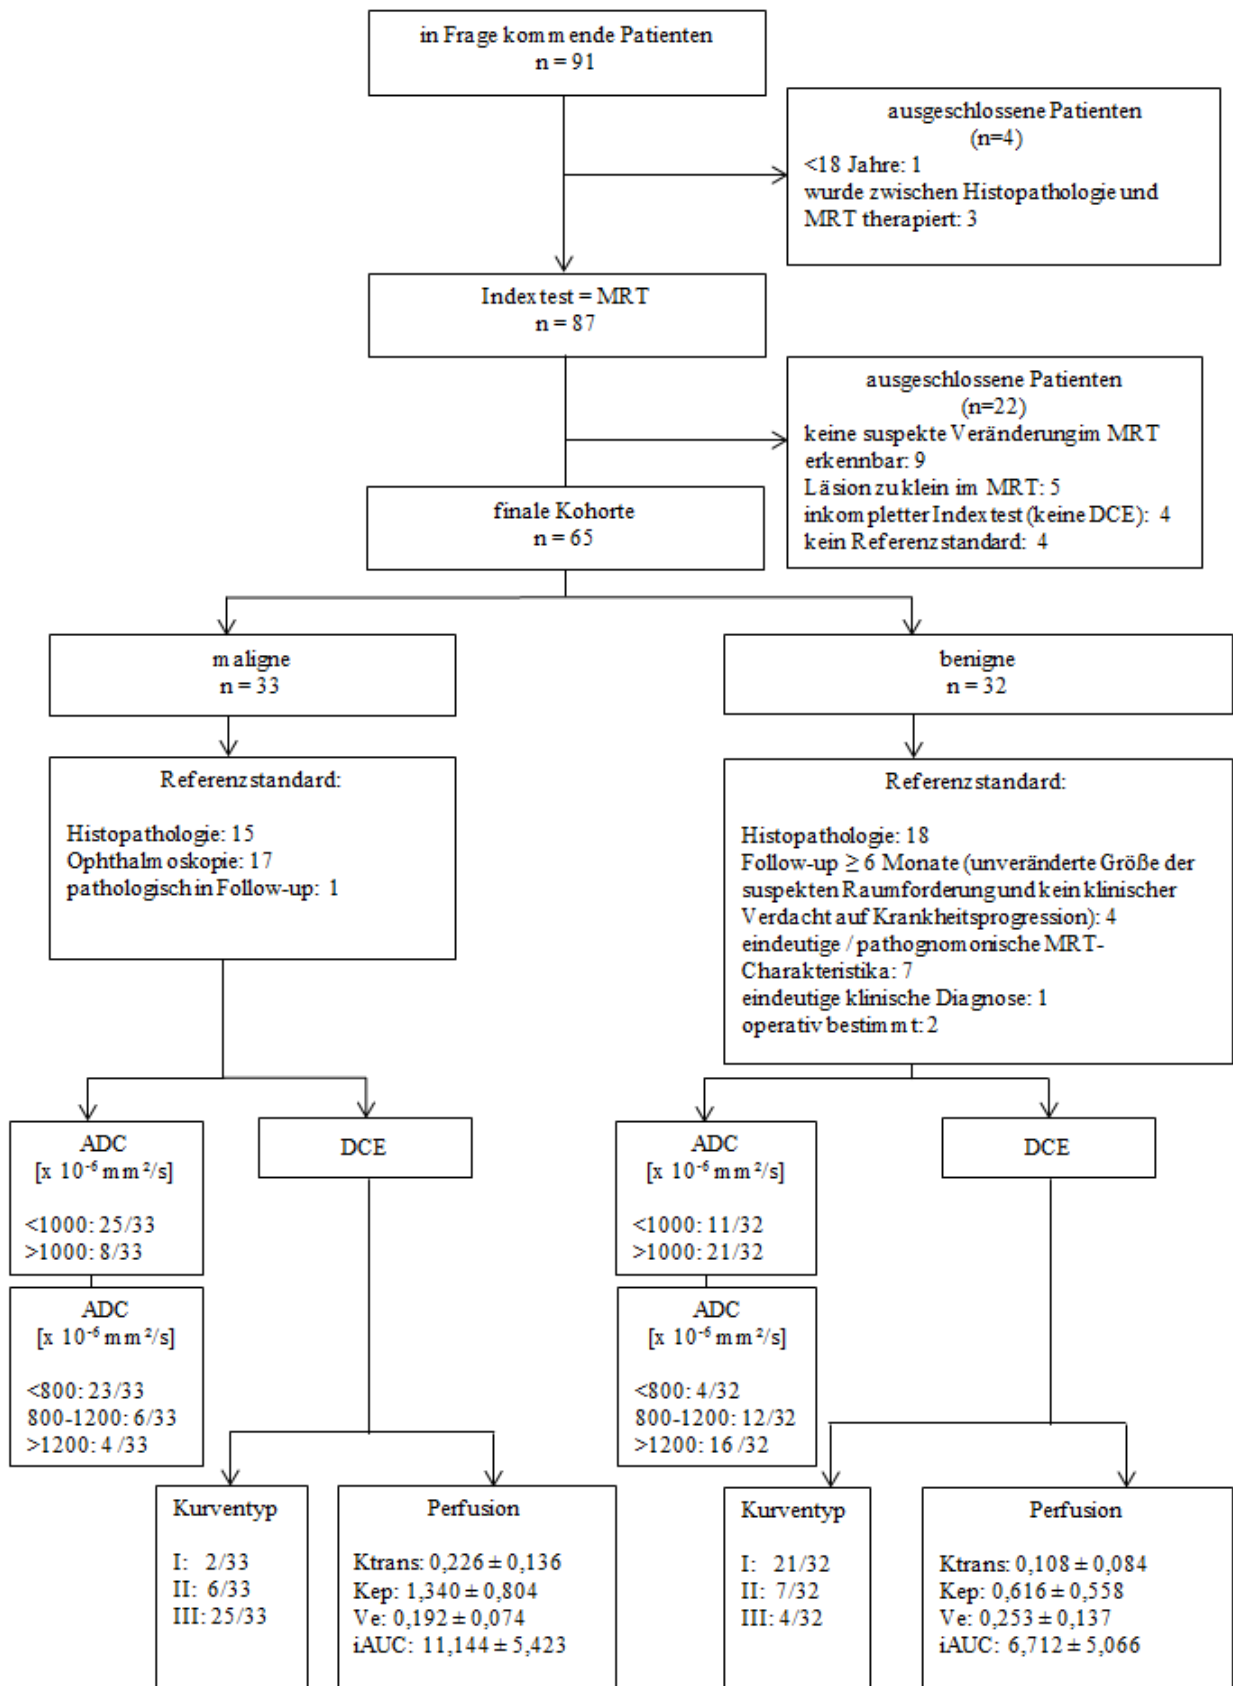 in Frage kommende Patienten
n = 91
ausgeschlossene Patienten
(n=4)
<18 Jahre: 1
wurde zwischen Histopathologie und
MRT therapiert: 3
Indextest = MRT
n = 87
ausgeschlossene Patienten
(n=22)
keine suspekte Veränderung im MRT
erkennbar: 9
Läsion zu klein im MRT: 5
inkompletter Indextest (keine DCE): 4
kein Referenzstandard: 4
finale Kohorte
n = 65
maligne
n = 33
benigne
n = 32
Referenzstandard:
Histopathologie: 15
Ophthalmoskopie: 17
pathologisch in Follow-up: 1
Referenzstandard:
Histopathologie: 18
Follow-up ≥ 6 Monate (unveränderte Größe der
suspekten Raumforderung und kein klinischer
Verdacht auf Krankheitsprogression): 4
eindeutige / pathognomonische MRT-
Charakteristika: 7
eindeutige klinische Diagnose: 1
operativ bestimmt: 2
ADC
[x 10⁻⁶ mm²/s]
<1000: 25/33
>1000: 8/33
DCE
ADC
[x 10⁻⁶ mm²/s]
<1000: 11/32
>1000: 21/32
DCE
ADC
[x 10⁻⁶ mm²/s]
<800: 23/33
800-1200: 6/33
>1200: 4/33
ADC
[x 10⁻⁶ mm²/s]
<800: 4/32
800-1200: 12/32
>1200: 16/32
Kurventyp
I: 2/33
II: 6/33
III: 25/33
Perfusion
Ktrans: 0,226 ± 0,136
Kep: 1,340 ± 0,804
Ve: 0,192 ± 0,074
iAUC: 11,144 ± 5,423
Kurventyp
I: 21/32
II: 7/32
III: 4/32
Perfusion
Ktrans: 0,108 ± 0,084
Kep: 0,616 ± 0,558
Ve: 0,253 ± 0,137
iAUC: 6,712 ± 5,066